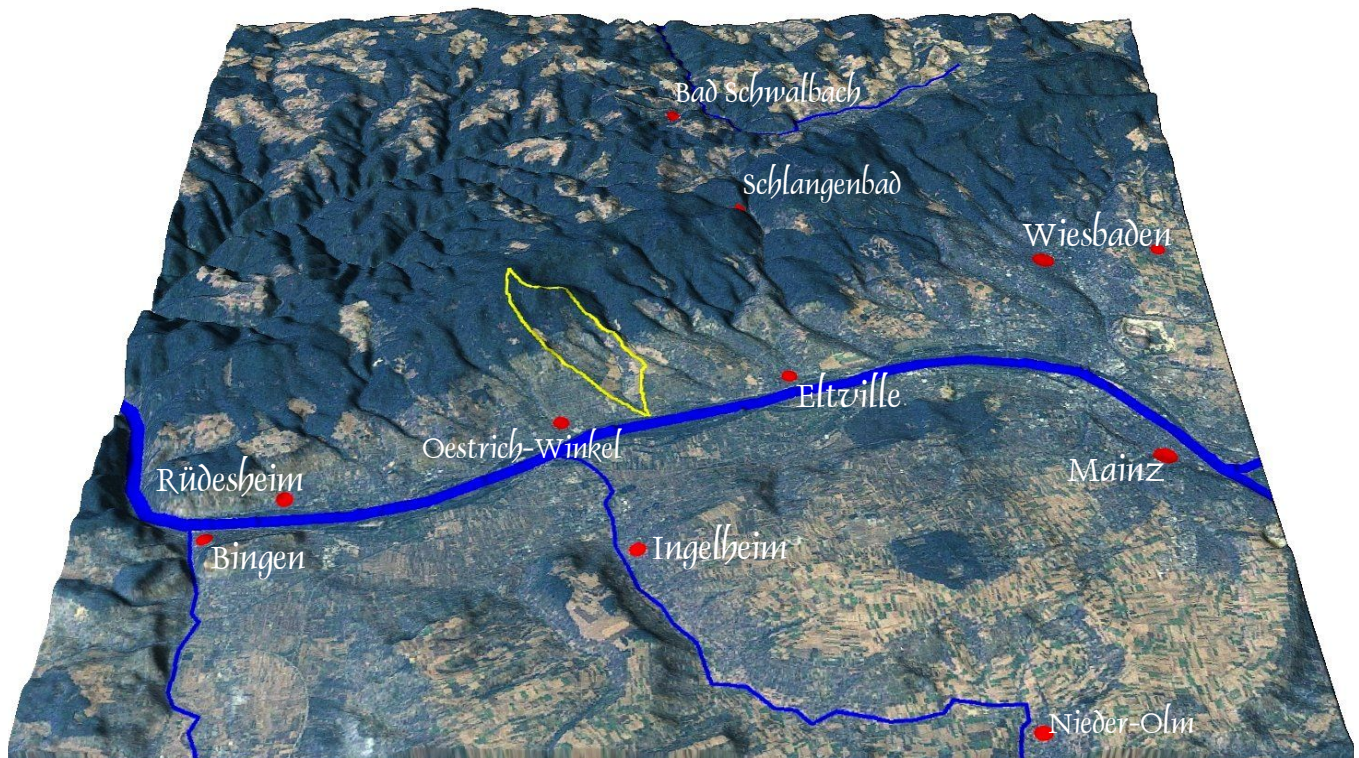 Bad Schwalbach
Schlangenbad
Wiesbaden
Eltville
Oestrich-Winkel
Mainz
Rüdesheim
Bingen
Ingelheim
Nieder-Olm